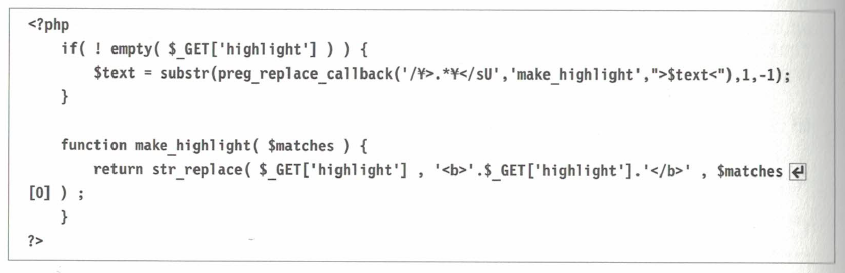 <?php
if( ! empty( $_GET['highlight'] ) ) {
$text = substr(preg_replace_callback('/¥>.*¥</sU','make_highlight',">$text<"),1,-1);
}
function make_highlight( $matches ) {
return str_replace( $_GET['highlight'] , '<b>'.$_GET['highlight'].'</b>' , $matches ↵
[0] ) ;
}
?>